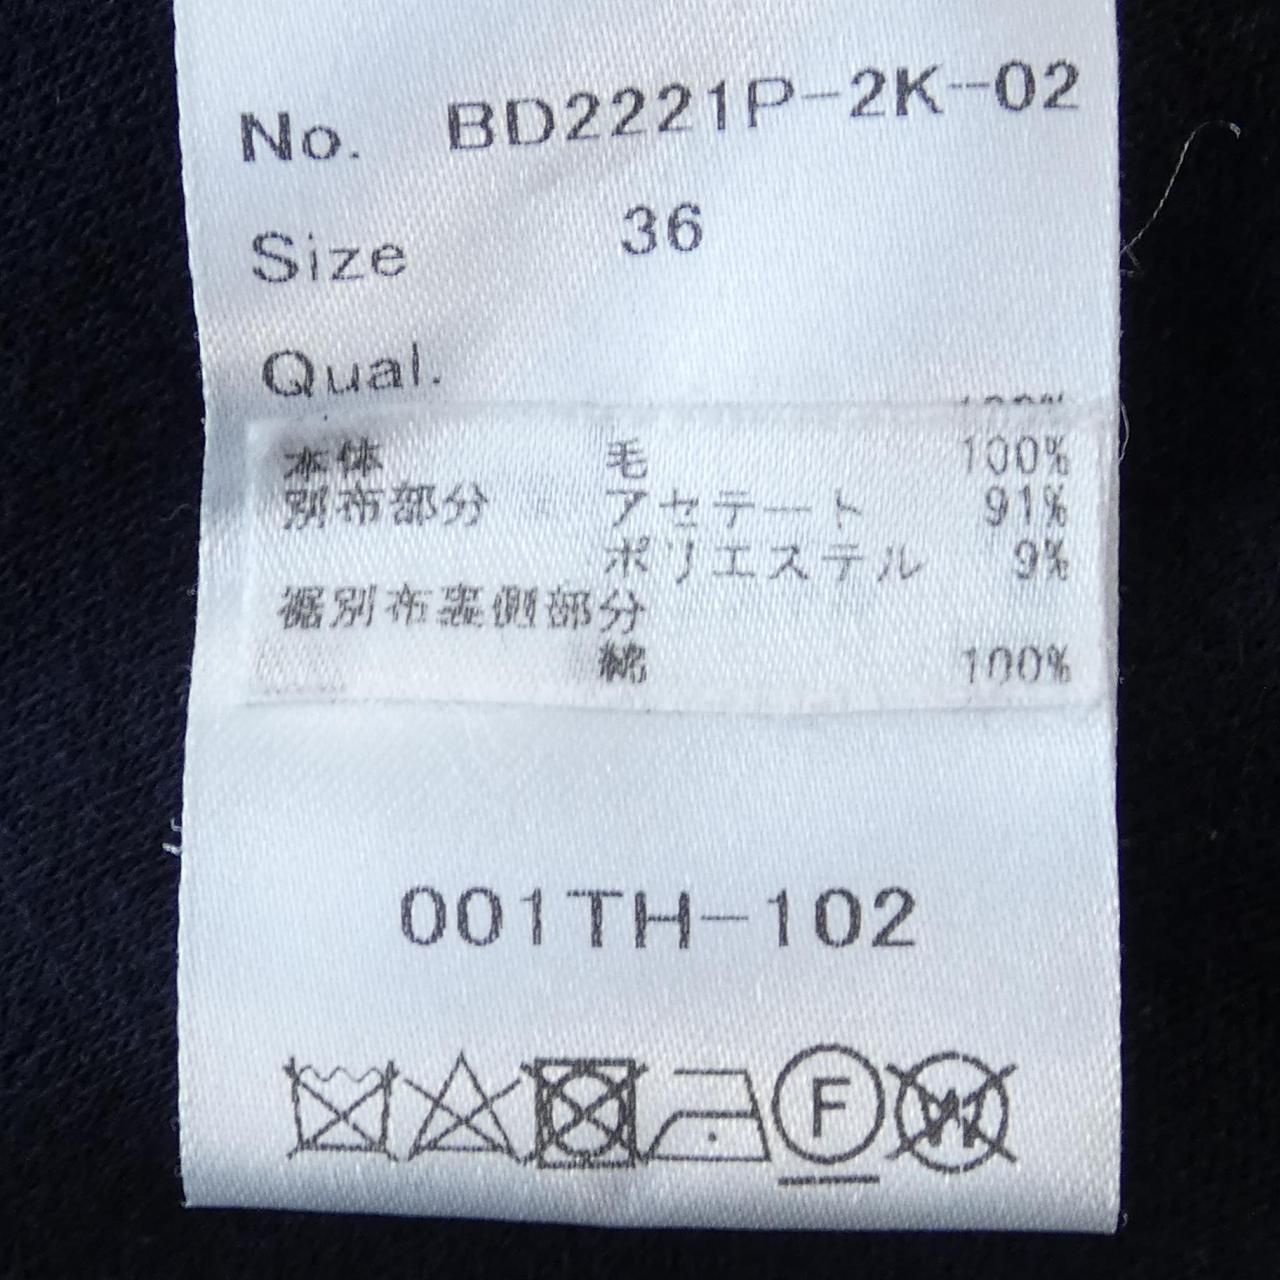 No. BD2221P-2K-02
Size 36
Qual.
本体 毛 100%
別布部分 アセテート 91%
ポリエステル 9%
裾別布裏側部分
綿 100%
001TH-102
F W